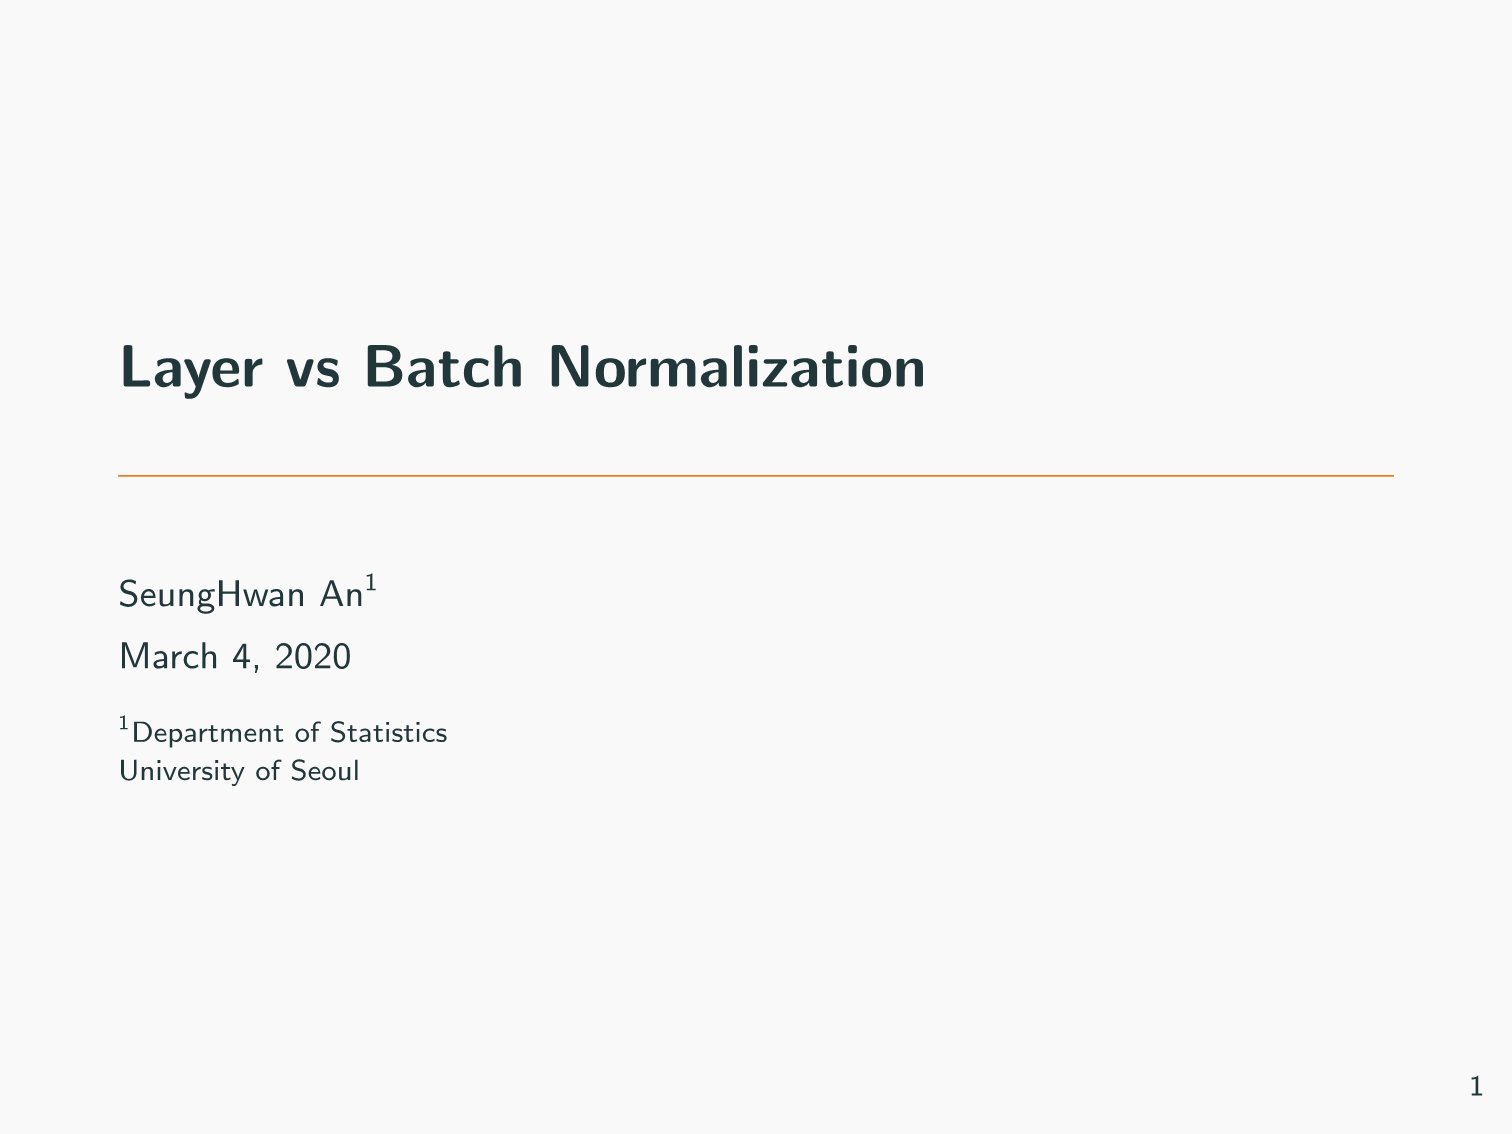 Layer vs Batch Normalization
SeungHwan An¹
March 4, 2020
¹Department of Statistics
University of Seoul
1